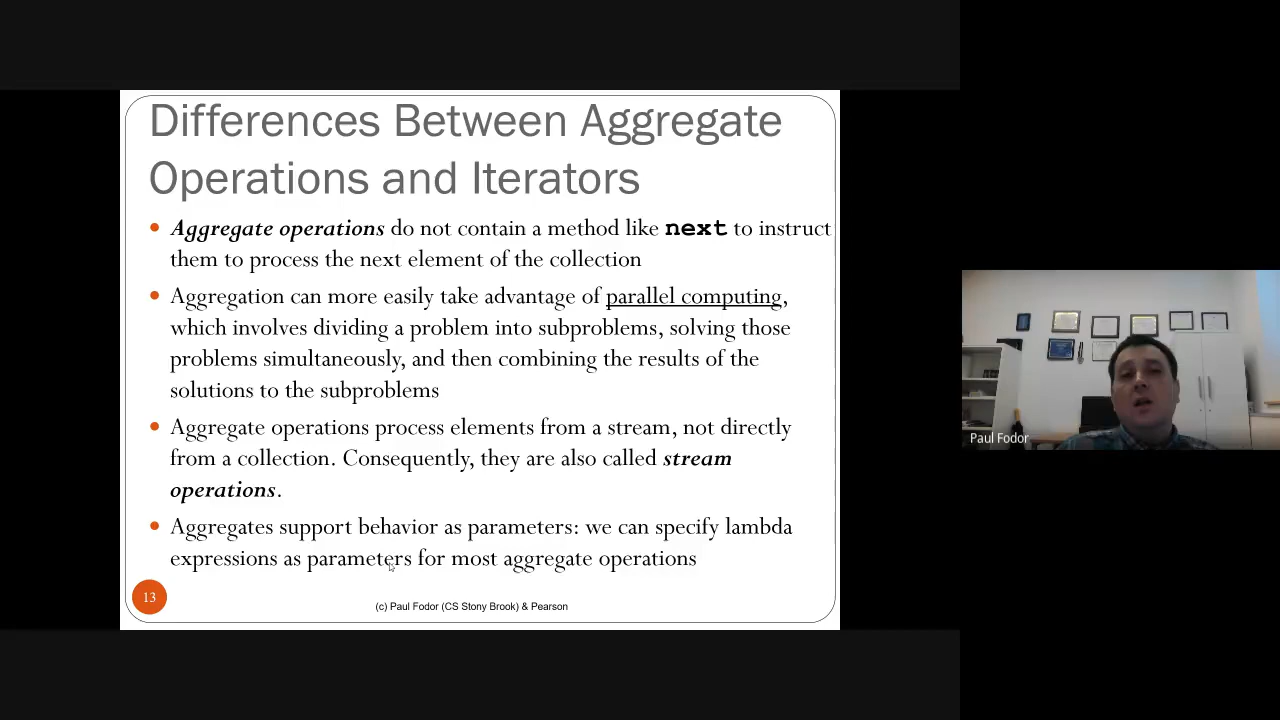 Differences Between Aggregate
Operations and Iterators
• Aggregate operations do not contain a method like next to instruct
them to process the next element of the collection
• Aggregation can more easily take advantage of parallel computing,
which involves dividing a problem into subproblems, solving those
problems simultaneously, and then combining the results of the
solutions to the subproblems
• Aggregate operations process elements from a stream, not directly
from a collection. Consequently, they are also called stream
operations.
• Aggregates support behavior as parameters: we can specify lambda
expressions as parameters for most aggregate operations
13
(c) Paul Fodor (CS Stony Brook) & Pearson
Paul Fodor